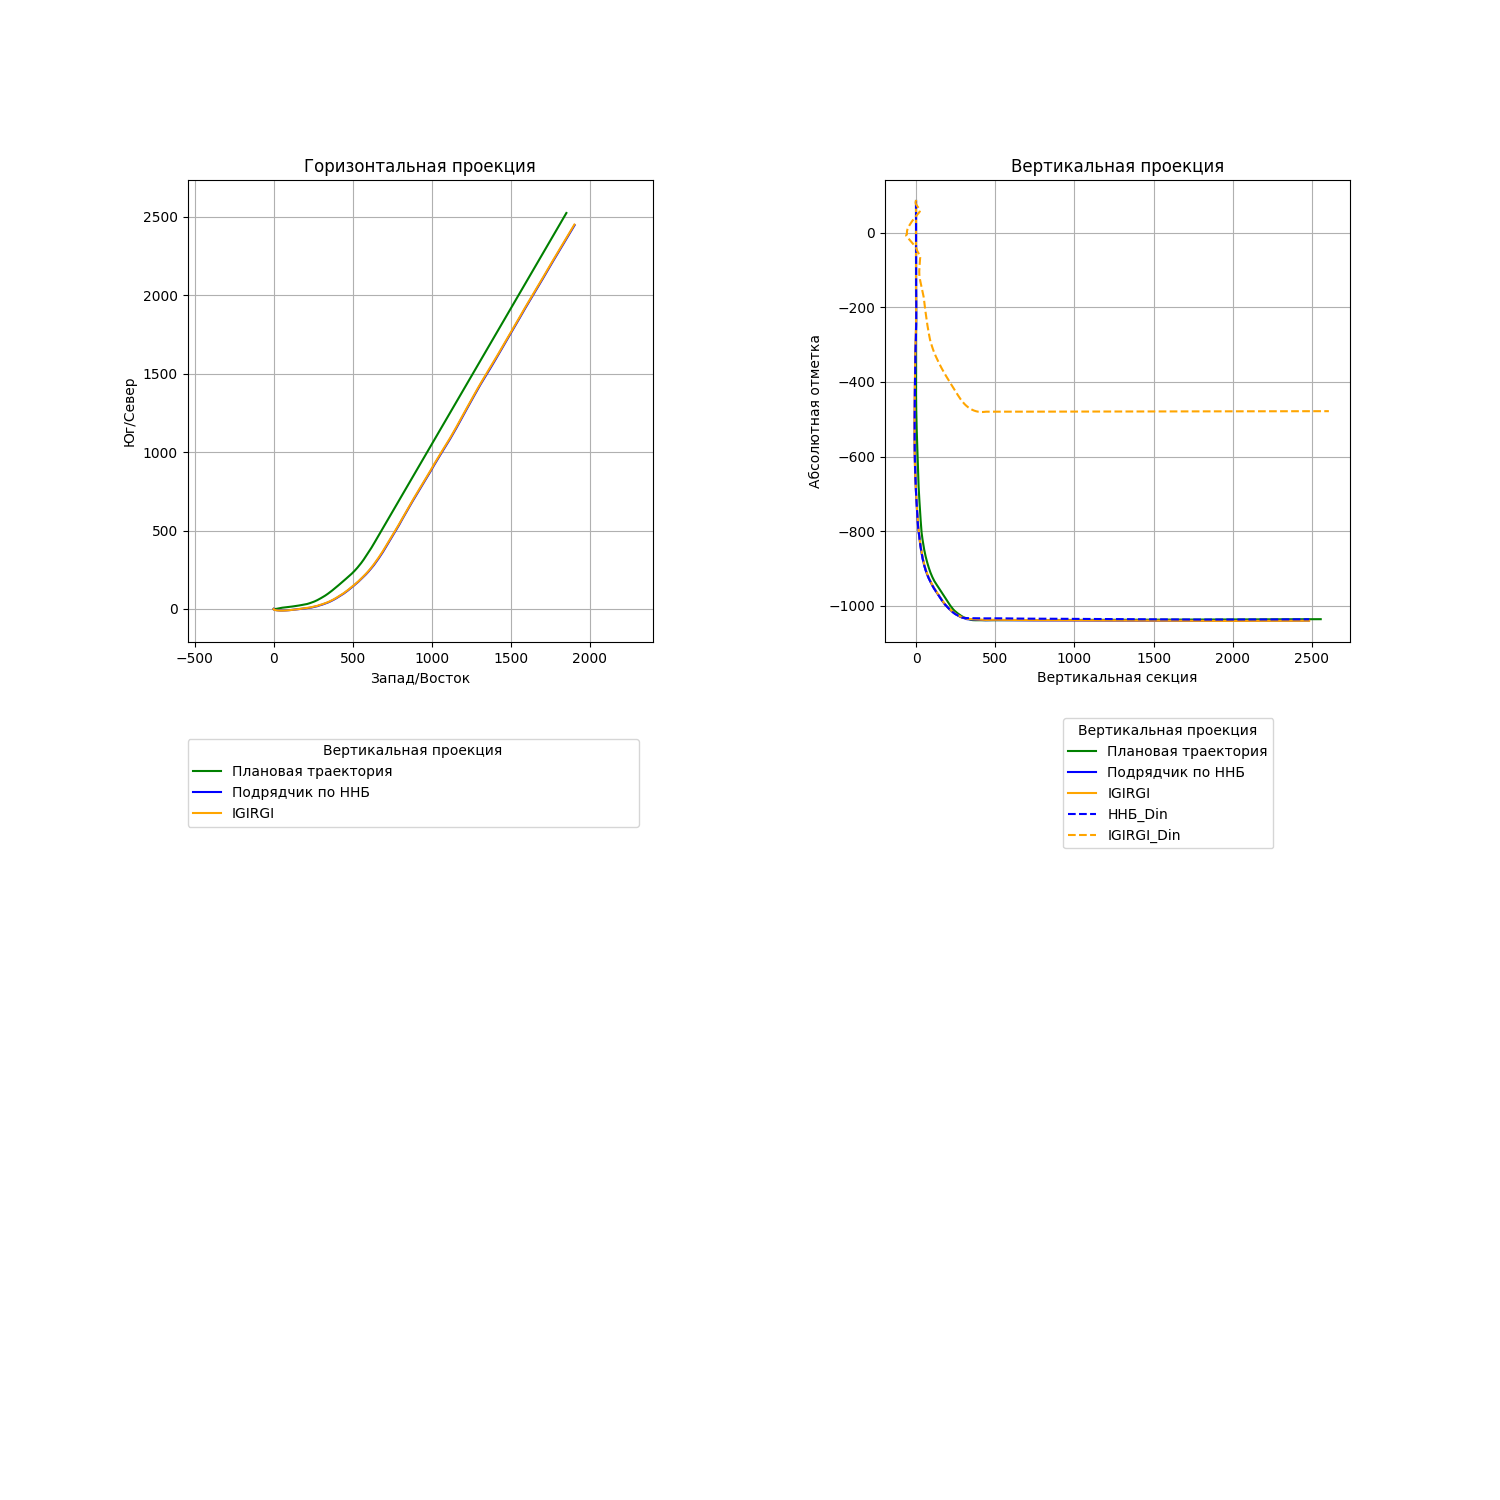 Горизонтальная проекция
2500
2000
1500
1000
500
0
Юг/Север
−500 0 500 1000 1500 2000
Запад/Восток
Вертикальная проекция
Плановая траектория
Подрядчик по ННБ
IGIRGI
Вертикальная проекция
0
−200
−400
−600
−800
−1000
Абсолютная отметка
0 500 1000 1500 2000 2500
Вертикальная секция
Вертикальная проекция
Плановая траектория
Подрядчик по ННБ
IGIRGI
ННБ_Din
IGIRGI_Din